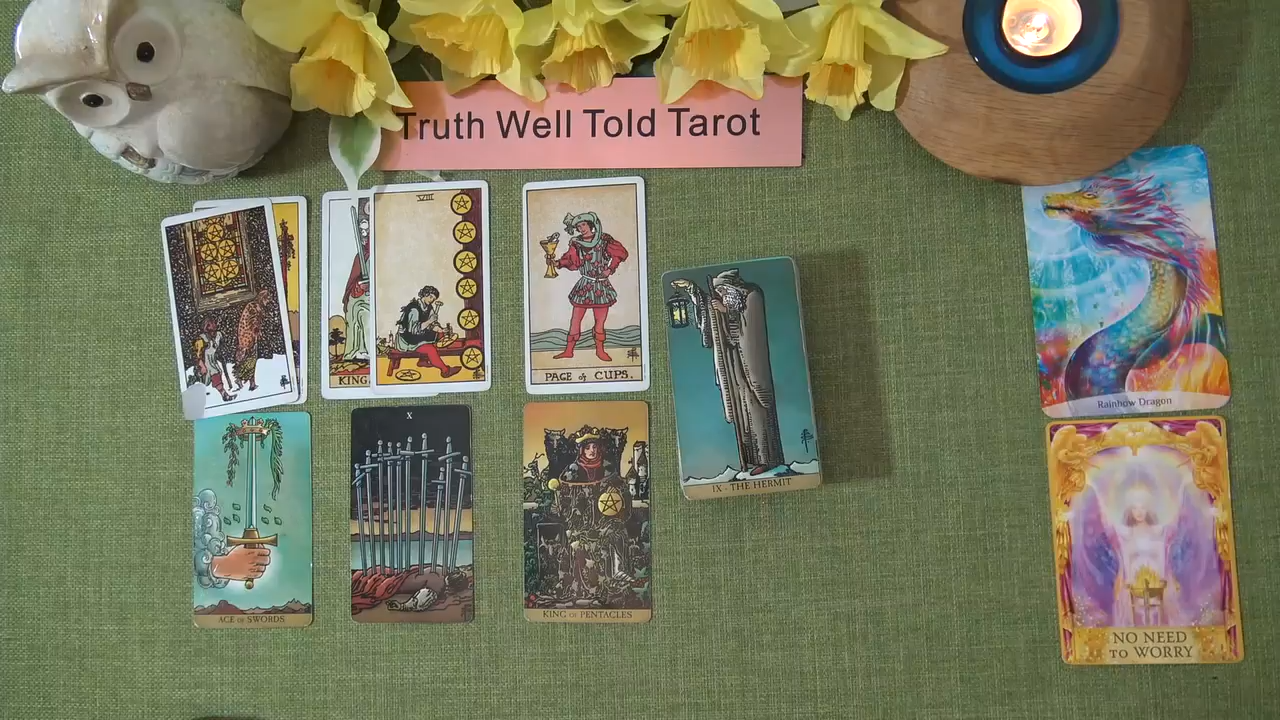 Truth Well Told Tarot
VIII
KING
PAGE of CUPS.
IX - THE HERMIT
Rainbow Dragon
ACE OF SWORDS
X
KING OF PENTACLES
NO NEED
TO WORRY